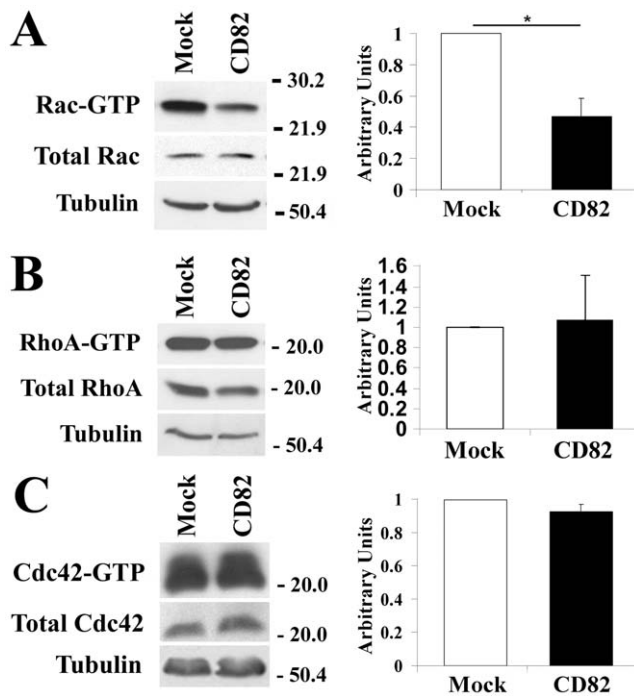 A
Mock
CD82
Rac-GTP
Total Rac
Tubulin
- 30.2
- 21.9
- 21.9
- 50.4
*
Arbitrary Units
1
0.8
0.6
0.4
0.2
0
Mock
CD82
B
Mock
CD82
RhoA-GTP
Total RhoA
Tubulin
- 20.0
- 20.0
- 50.4
Arbitrary Units
1.6
1.4
1.2
1
0.8
0.6
0.4
0.2
0
Mock
CD82
C
Mock
CD82
Cdc42-GTP
Total Cdc42
Tubulin
- 20.0
- 20.0
- 50.4
Arbitrary Units
1
0.8
0.6
0.4
0.2
0
Mock
CD82